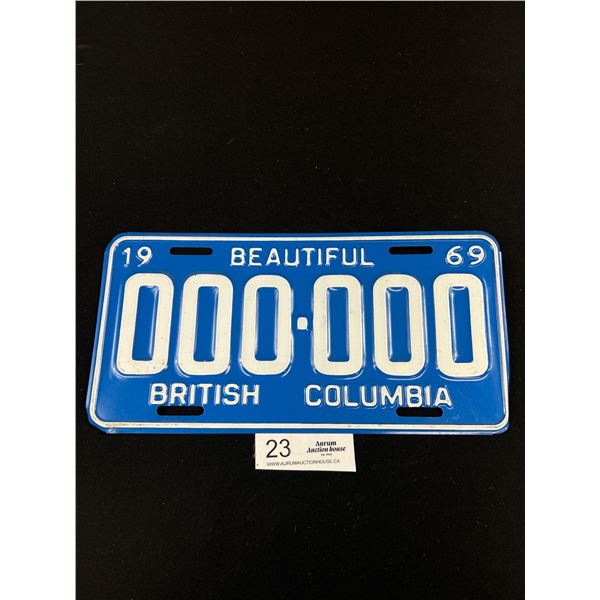 19 BEAUTIFUL 69
000·000
BRITISH COLUMBIA
23 Aurum
Auction house
WWW.AURUMAUCTIONHOUSE.CA